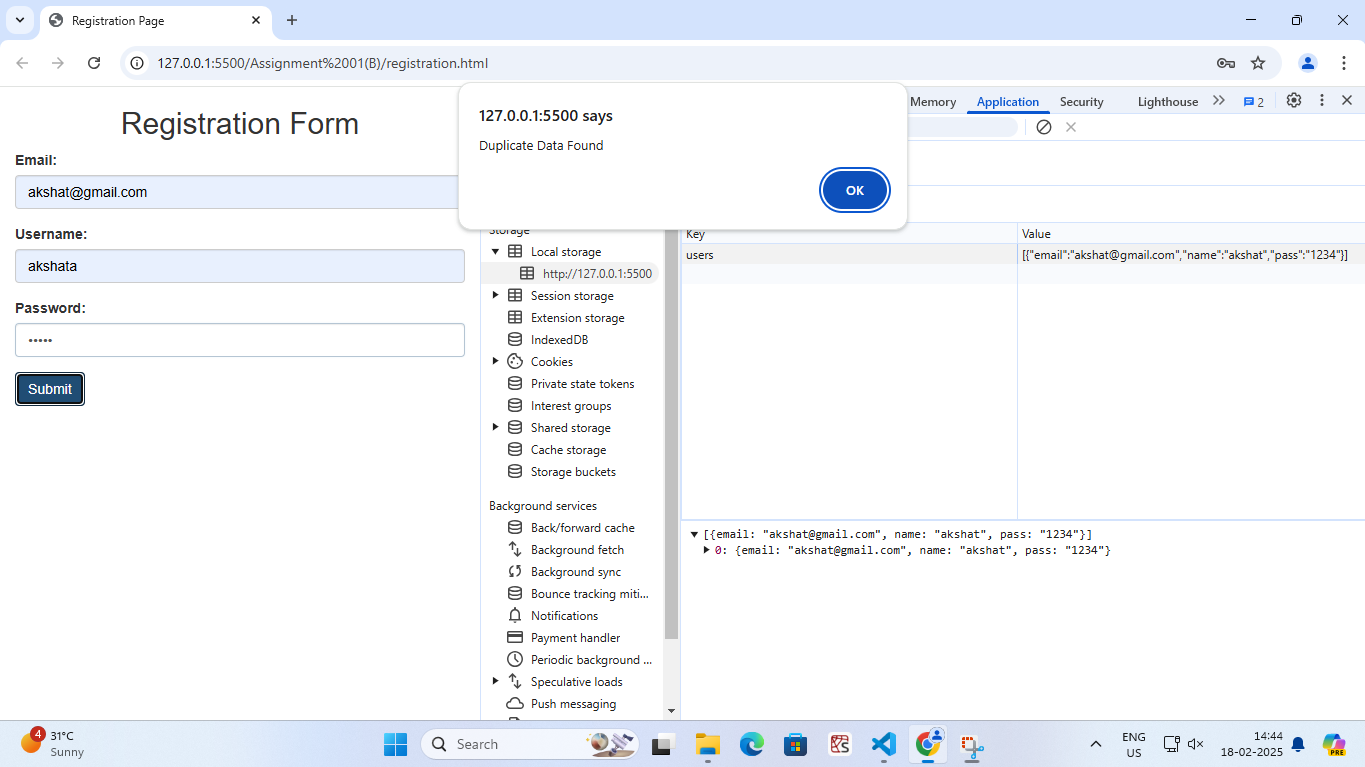 Registration Page
127.0.0.1:5500/Assignment%2001(B)/registration.html
Registration Form
Email:
akshat@gmail.com
Username:
akshata
Password:
•••••
Submit
127.0.0.1:5500 says
Duplicate Data Found
OK
Memory
Application
Security
Lighthouse
2
Storage
Local storage
http://127.0.0.1:5500
Session storage
Extension storage
IndexedDB
Cookies
Private state tokens
Interest groups
Shared storage
Cache storage
Storage buckets
Background services
Back/forward cache
Background fetch
Background sync
Bounce tracking miti...
Notifications
Payment handler
Periodic background ...
Speculative loads
Push messaging
Key
Value
users
[{"email":"akshat@gmail.com","name":"akshat","pass":"1234"}]
[{email: "akshat@gmail.com", name: "akshat", pass: "1234"}]
0: {email: "akshat@gmail.com", name: "akshat", pass: "1234"}
4
31°C
Sunny
Search
ENG
US
14:44
18-02-2025
PRE